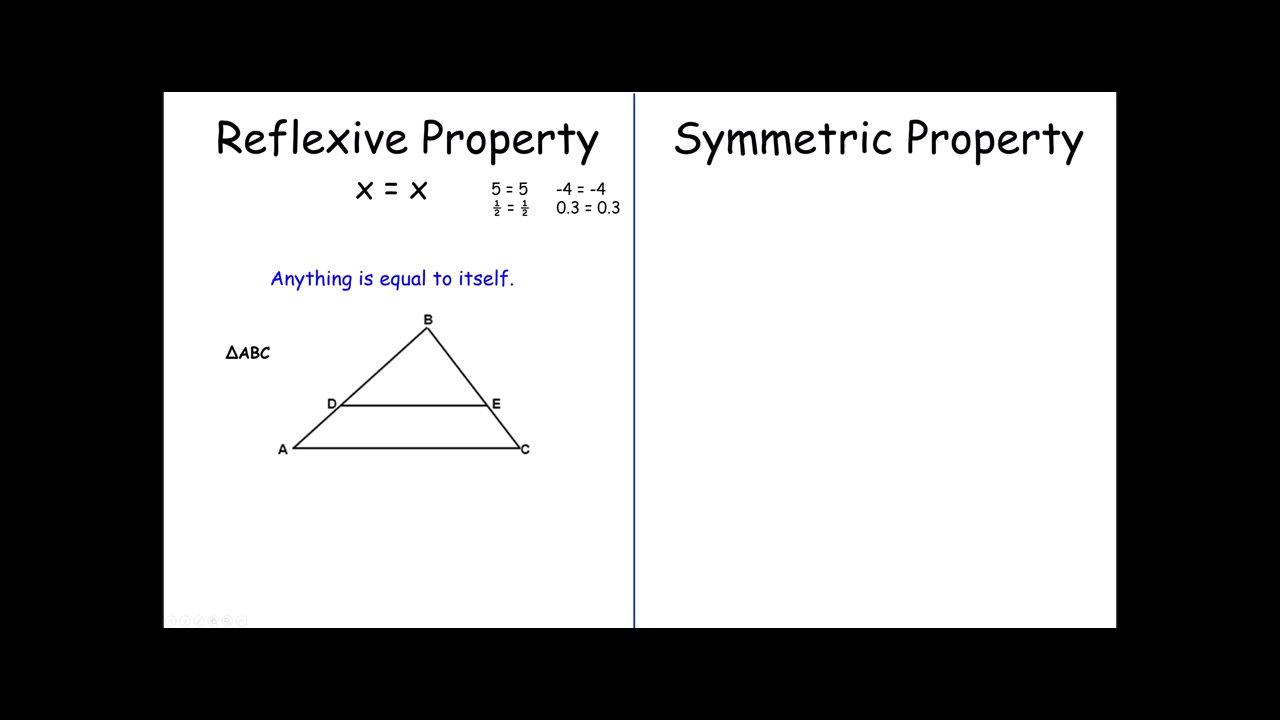 Reflexive Property
x = x
5 = 5 -4 = -4
½ = ½ 0.3 = 0.3
Anything is equal to itself.
ΔABC
B
D E
A C
Symmetric Property